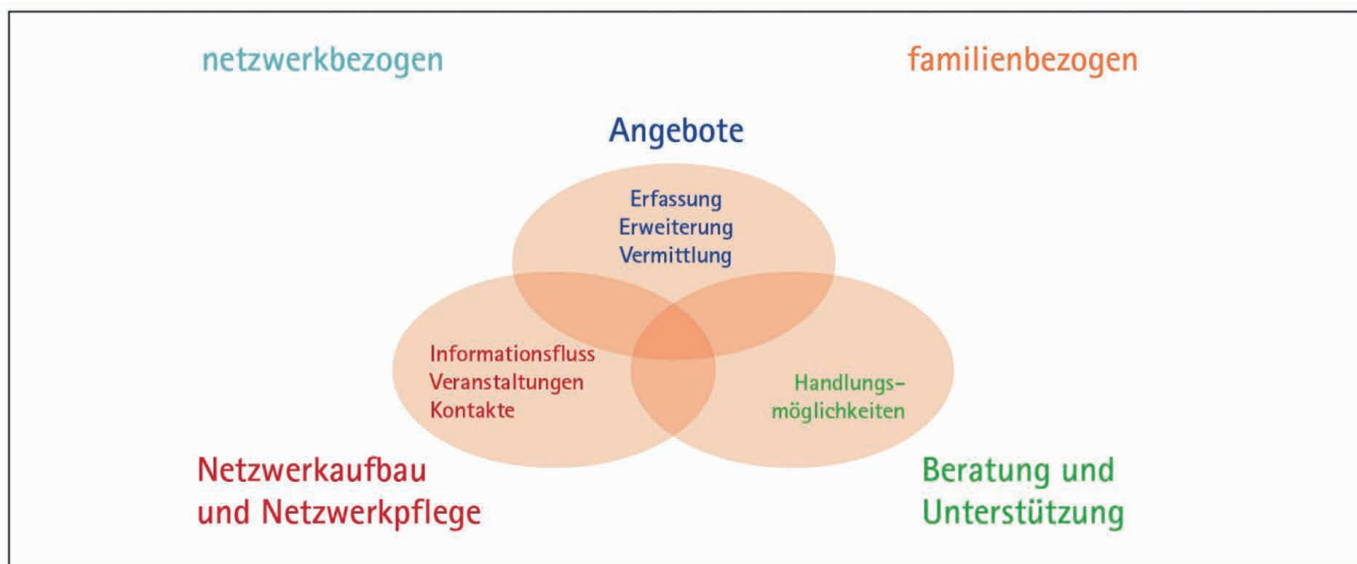 netzwerkbezogen
familienbezogen
Angebote
Erfassung
Erweiterung
Vermittlung
Informationsfluss
Veranstaltungen
Kontakte
Handlungs-
möglichkeiten
Netzwerkaufbau
und Netzwerkpflege
Beratung und
Unterstützung